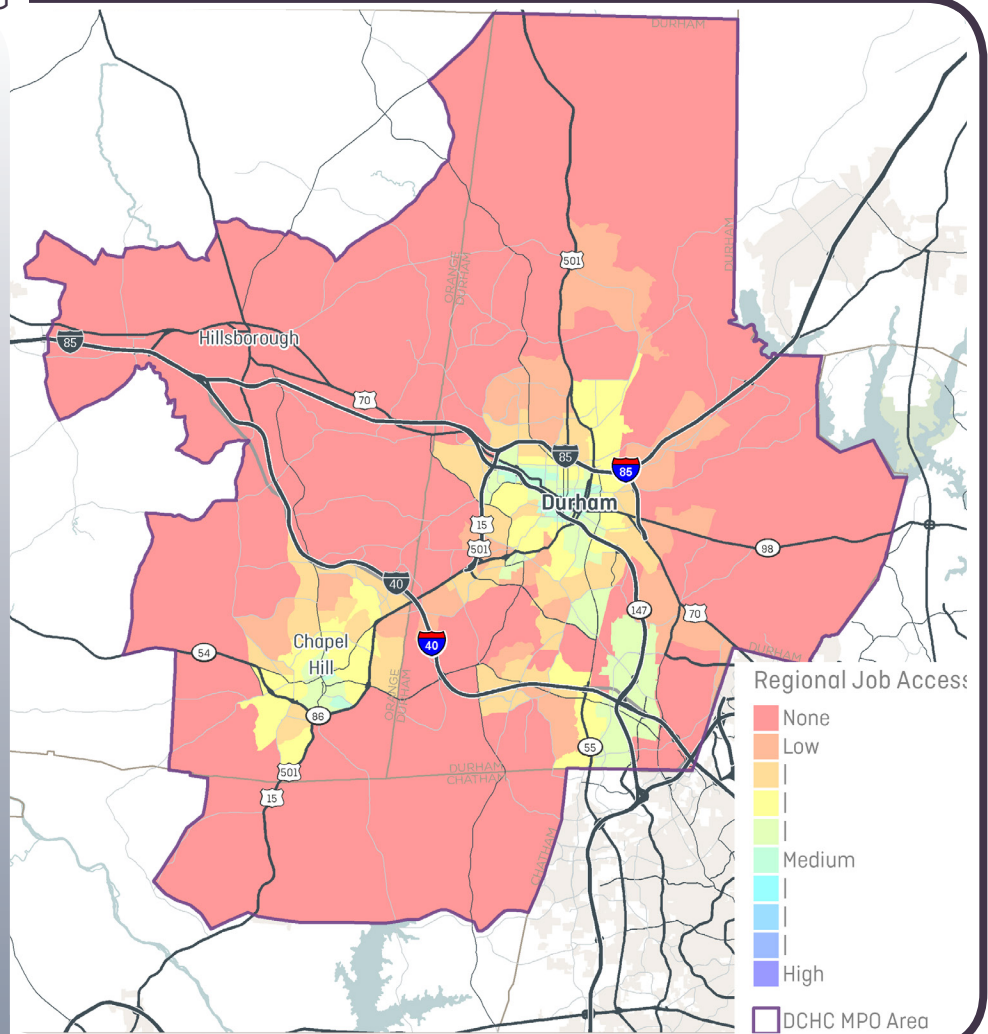 DURHAM
DURHAM
ORANGE
DURHAM
501
85
Hillsborough
70
85
85
Durham
15
501
98
40
147
70
Chapel
Hill
40
54
DURHAM
ORANGE
DURHAM
86
55
501
DURHAM
CHATHAM
15
CHATHAM
Regional Job Access
None
Low
I
I
I
Medium
I
I
I
High
DCHC MPO Area